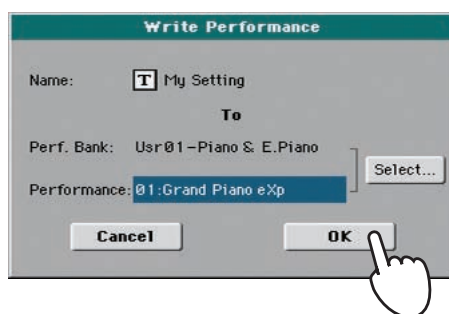 Write Performance
Name: T My Setting
To
Perf. Bank: Usr01-Piano & E.Piano
Select...
Performance: 01:Grand Piano eXp
Cancel OK